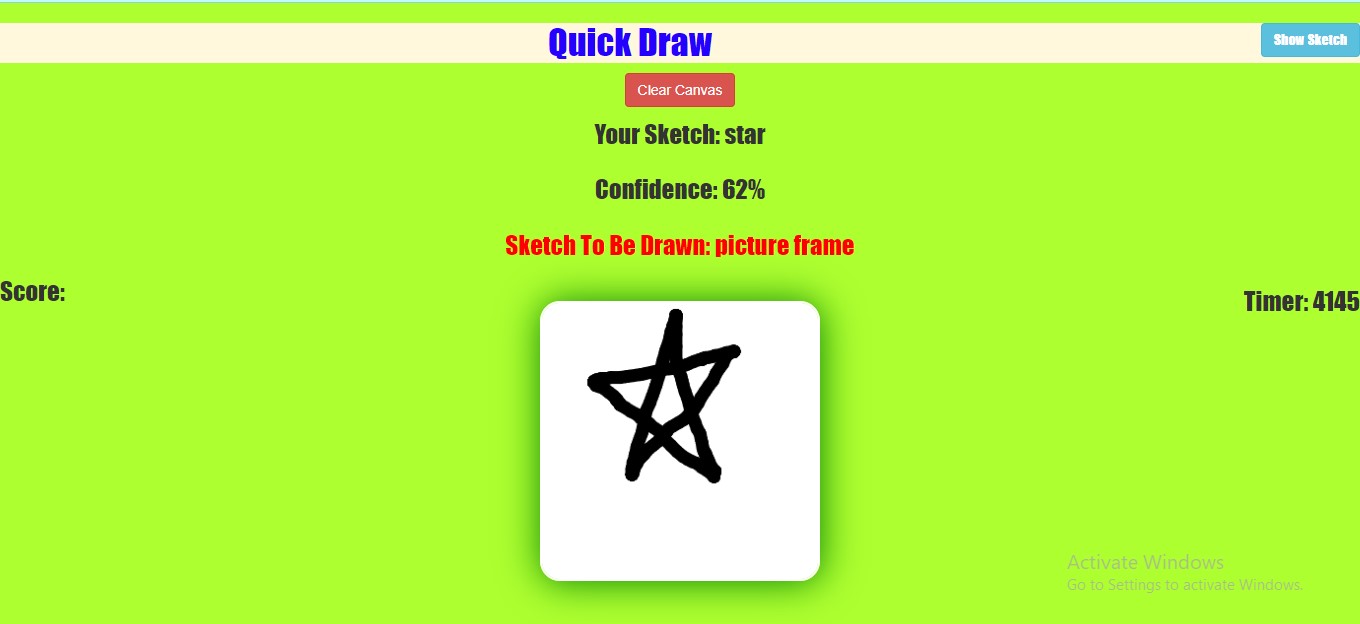 Quick Draw
Show Sketch
Clear Canvas
Your Sketch: star
Confidence: 62%
Sketch To Be Drawn: picture frame
Score:
Timer: 4145
Activate Windows
Go to Settings to activate Windows.